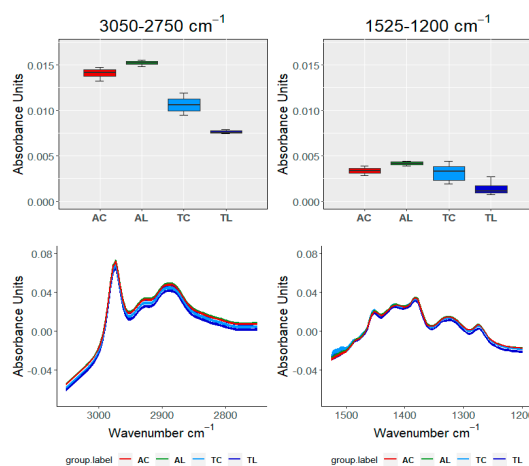 3050-2750 cm⁻¹
Absorbance Units
0.015
0.010
0.005
0.000
AC AL TC TL
1525-1200 cm⁻¹
Absorbance Units
0.015
0.010
0.005
0.000
AC AL TC TL
Absorbance Units
0.08
0.04
0.00
-0.04
3000 2900 2800
Wavenumber cm⁻¹
group.label AC AL TC TL
Absorbance Units
0.08
0.04
0.00
-0.04
1500 1400 1300 1200
Wavenumber cm⁻¹
group.label AC AL TC TL